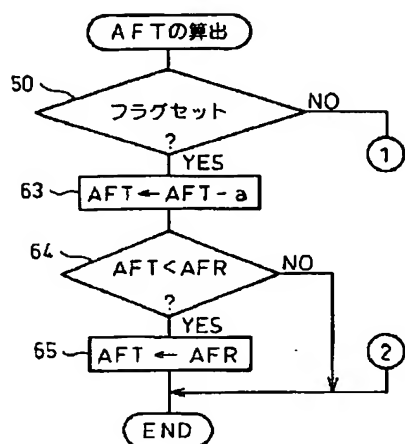 AFTの算出
50
フラグセット
?
NO
1
YES
63
AFT←AFT-a
64
AFT<AFR
?
NO
YES
65
AFT ← AFR
2
END